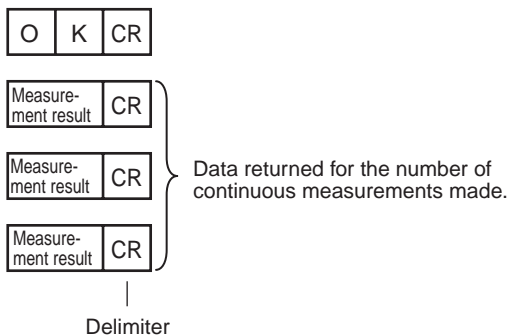 O K CR
Measure-
ment result CR
Measure-
ment result CR
Measure-
ment result CR
Data returned for the number of
continuous measurements made.
Delimiter